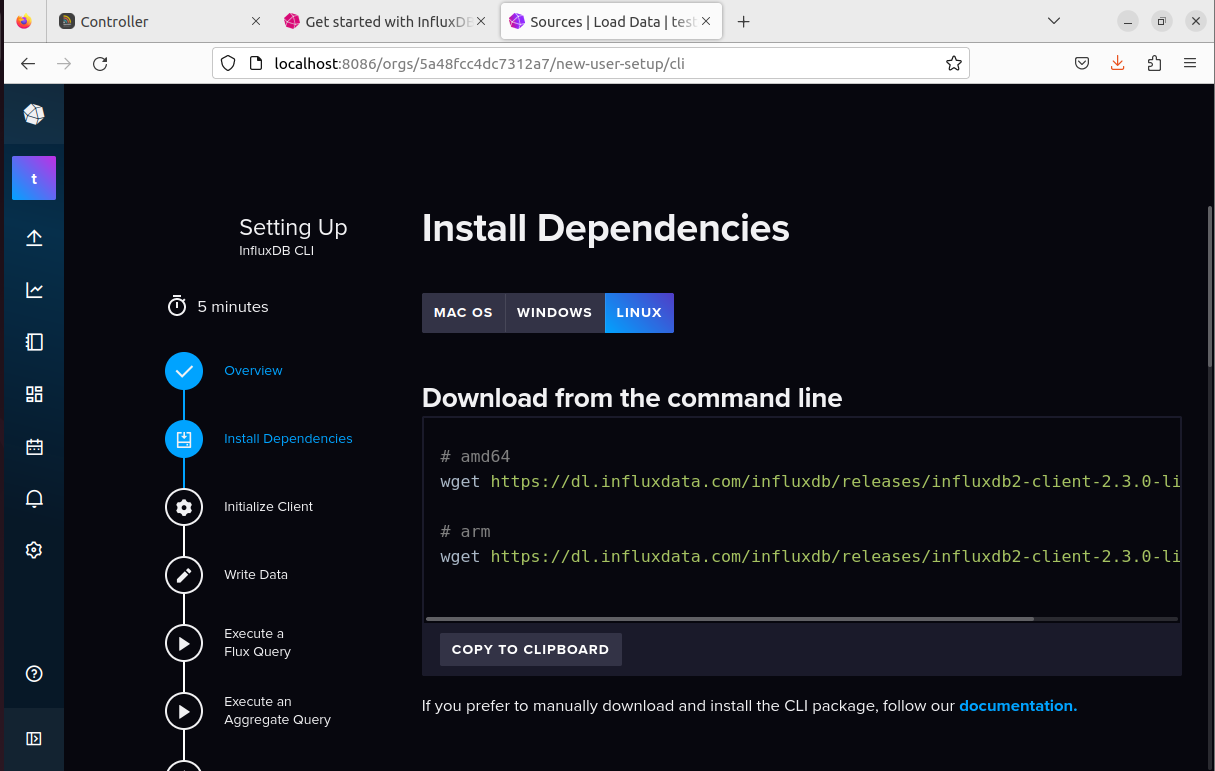 Controller
Get started with InfluxDB
Sources | Load Data | test
localhost:8086/orgs/5a48fcc4dc7312a7/new-user-setup/cli
t
Setting Up
InfluxDB CLI
5 minutes
Overview
Install Dependencies
Initialize Client
Write Data
Execute a
Flux Query
Execute an
Aggregate Query
Install Dependencies
MAC OS
WINDOWS
LINUX
Download from the command line
# amd64
wget https://dl.influxdata.com/influxdb/releases/influxdb2-client-2.3.0-li
# arm
wget https://dl.influxdata.com/influxdb/releases/influxdb2-client-2.3.0-li
COPY TO CLIPBOARD
If you prefer to manually download and install the CLI package, follow our documentation.